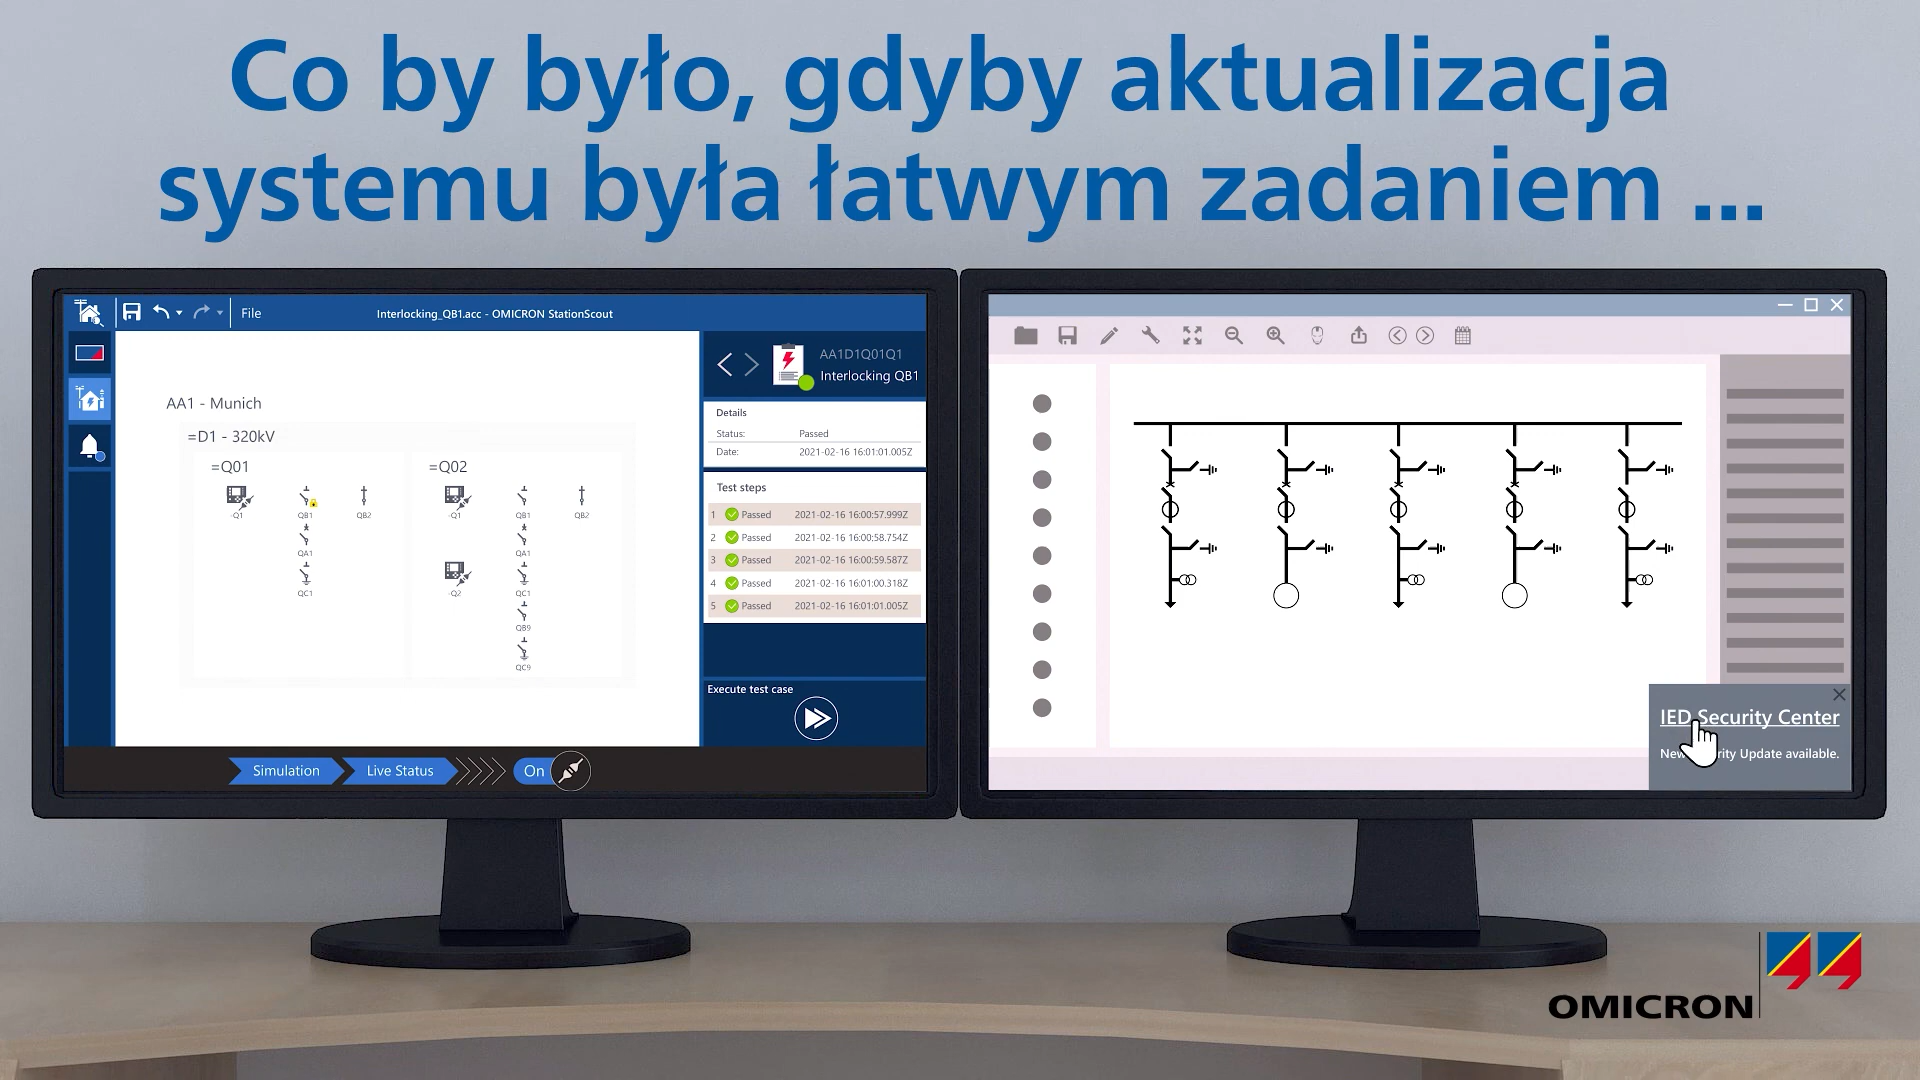 Co by było, gdyby aktualizacja
systemu była łatwym zadaniem ...
File
Interlocking_QB1.acc - OMICRON StationScout
AA1D1Q01Q1
Interlocking QB1
AA1 - Munich
=D1 - 320kV
=Q01
=Q02
-Q1
QB1
QB2
-Q1
QB1
QB2
QA1
QA1
QC1
-Q2
QC1
QB9
QC9
Details
Status: Passed
Date: 2021-02-16 16:01:01.005Z
Test steps
1 Passed 2021-02-16 16:00:57.999Z
2 Passed 2021-02-16 16:00:58.754Z
3 Passed 2021-02-16 16:00:59.587Z
4 Passed 2021-02-16 16:01:00.318Z
5 Passed 2021-02-16 16:01:01.005Z
Execute test case
Simulation
Live Status
On
IED Security Center
Update available.
OMICRON